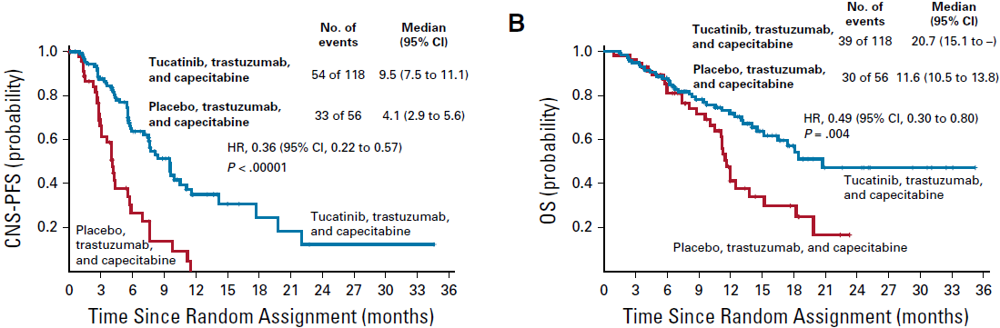 No. of Median
events (95% CI)
Tucatinib, trastuzumab,
and capecitabine 54 of 118 9.5 (7.5 to 11.1)
Placebo, trastuzumab,
and capecitabine 33 of 56 4.1 (2.9 to 5.6)
HR, 0.36 (95% CI, 0.22 to 0.57)
P < .00001
CNS-PFS (probability)
1.0
0.8
0.6
0.4
0.2
Placebo,
trastuzumab,
and capecitabine
Tucatinib, trastuzumab,
and capecitabine
0 3 6 9 12 15 18 21 24 27 30 33 36
Time Since Random Assignment (months)
B
No. of Median
events (95% CI)
Tucatinib, trastuzumab,
and capecitabine 39 of 118 20.7 (15.1 to –)
Placebo, trastuzumab,
and capecitabine 30 of 56 11.6 (10.5 to 13.8)
HR, 0.49 (95% CI, 0.30 to 0.80)
P = .004
OS (probability)
1.0
0.8
0.6
0.4
0.2
Tucatinib, trastuzumab,
and capecitabine
Placebo, trastuzumab, and capecitabine
0 3 6 9 12 15 18 21 24 27 30 33 36
Time Since Random Assignment (months)